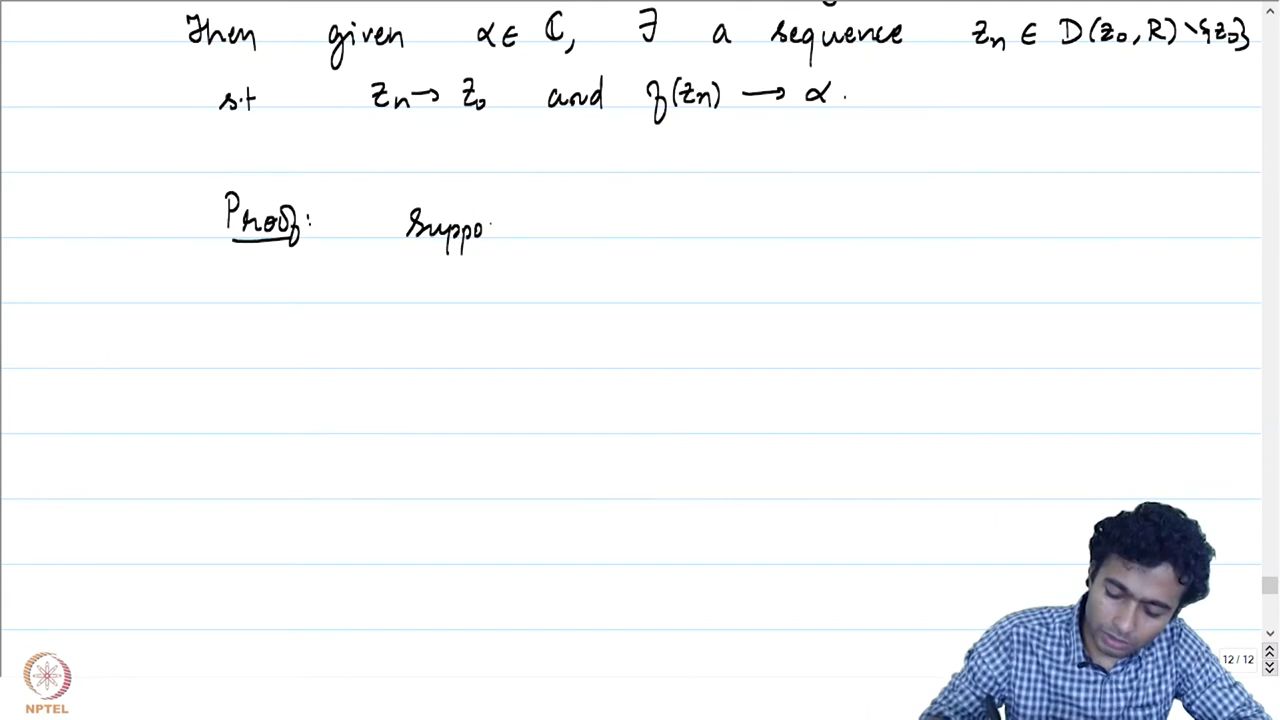 Then given α ∈ ℂ, ∃ a sequence zₙ ∈ D(z₀, R) \ {z₀}
s.t zₙ → z₀ and f(zₙ) → α.
Proof: Suppo
12 / 12
NPTEL